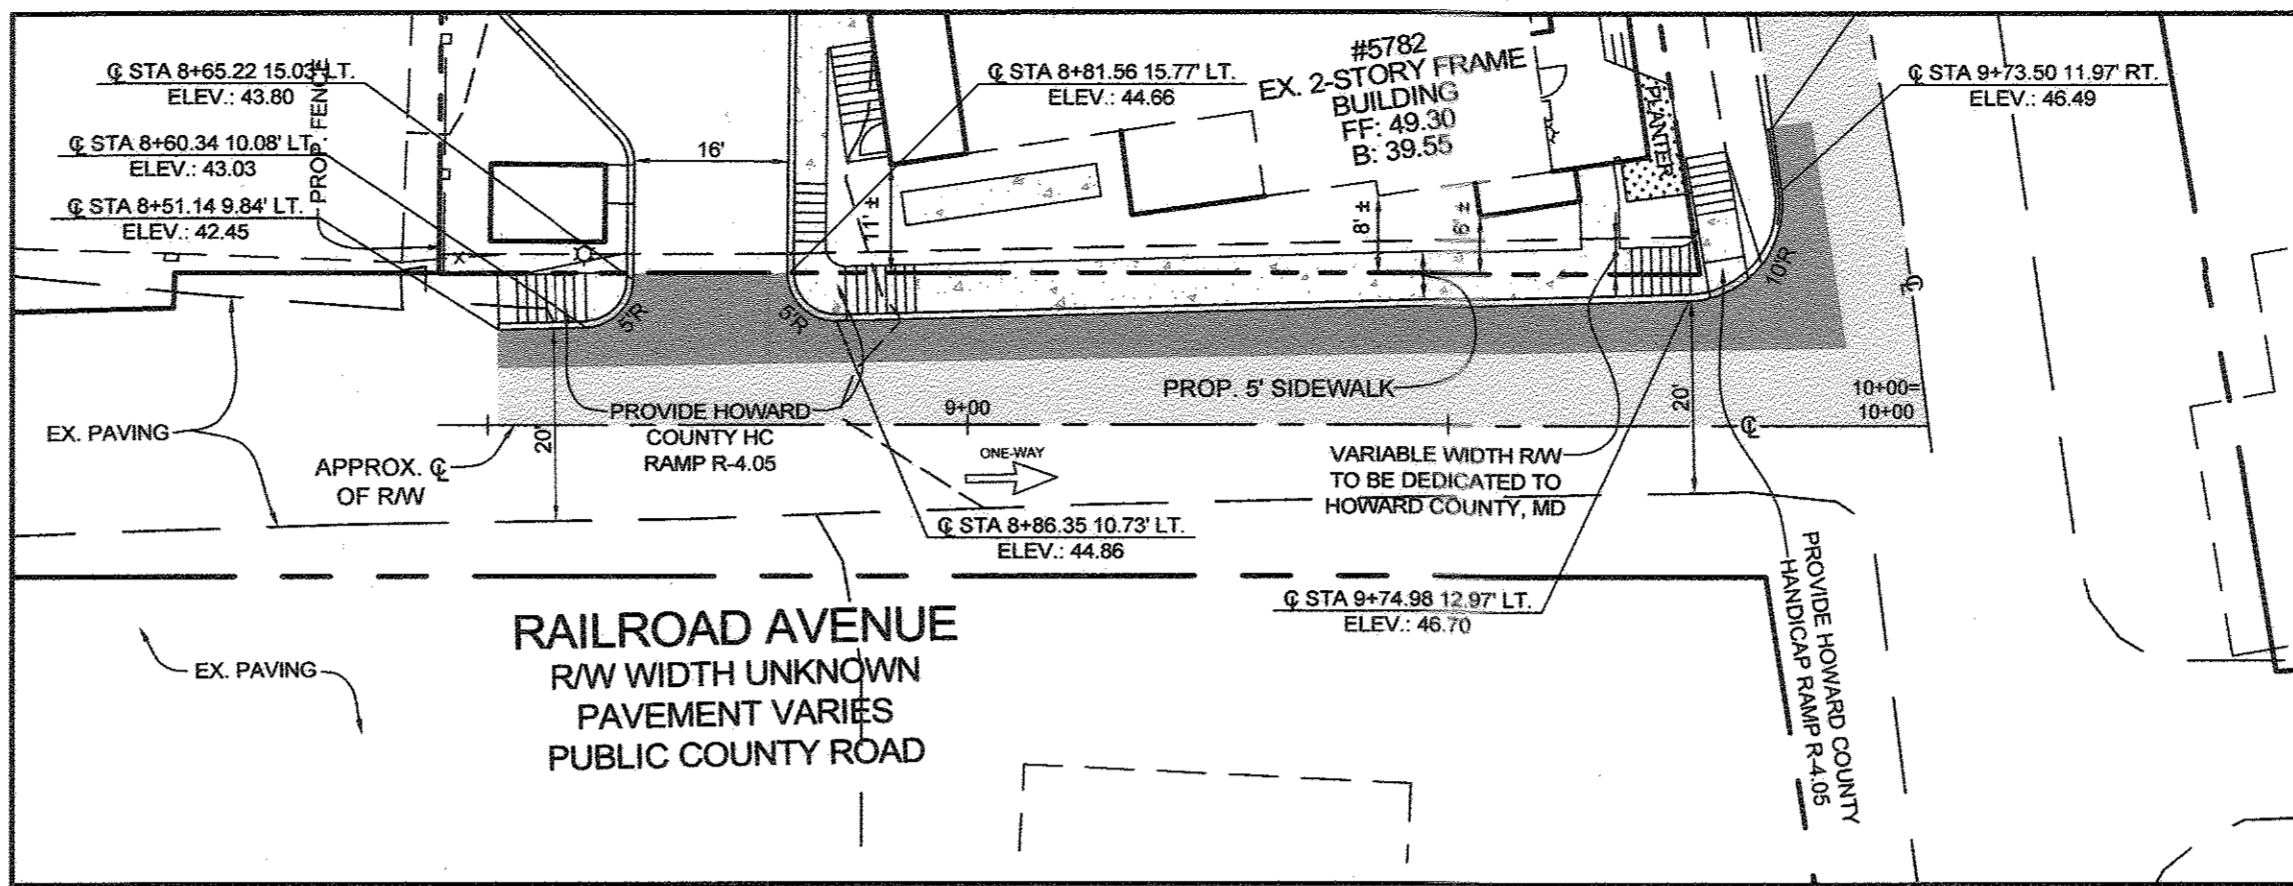 ℄ STA 8+65.22 15.03' LT.
ELEV.: 43.80
℄ STA 8+60.34 10.08' LT.
ELEV.: 43.03
℄ STA 8+51.14 9.84' LT.
ELEV.: 42.45
PROP. FENCE
X
16'
℄ STA 8+81.56 15.77' LT.
ELEV.: 44.66
#5782
EX. 2-STORY FRAME
BUILDING
FF: 49.30
B: 39.55
PLANTER
℄ STA 9+73.50 11.97' RT.
ELEV.: 46.49
11' ±
8' ±
6' ±
5'R
5'R
10'R
℄
EX. PAVING
APPROX. ℄
OF R/W
20'
PROVIDE HOWARD
COUNTY HC
RAMP R-4.05
9+00
ONE-WAY
PROP. 5' SIDEWALK
20'
℄
10+00=
10+00
VARIABLE WIDTH R/W
TO BE DEDICATED TO
HOWARD COUNTY, MD
℄ STA 8+86.35 10.73' LT.
ELEV.: 44.86
℄ STA 9+74.98 12.97' LT.
ELEV.: 46.70
PROVIDE HOWARD COUNTY
HANDICAP RAMP R-4.05
EX. PAVING
RAILROAD AVENUE
R/W WIDTH UNKNOWN
PAVEMENT VARIES
PUBLIC COUNTY ROAD